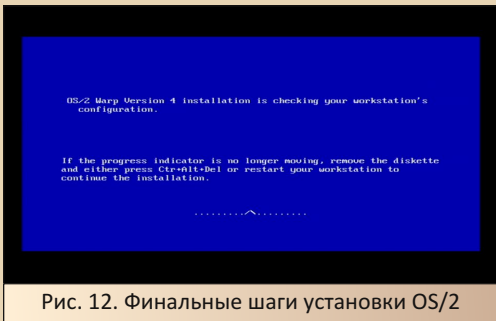 OS/2 Warp Version 4 installation is checking your workstation's
configuration.
If the progress indicator is no longer moving, remove the diskette
and either press Ctr+Alt+Del or restart your workstation to
continue the installation.
.........^.........
Рис. 12. Финальные шаги установки OS/2